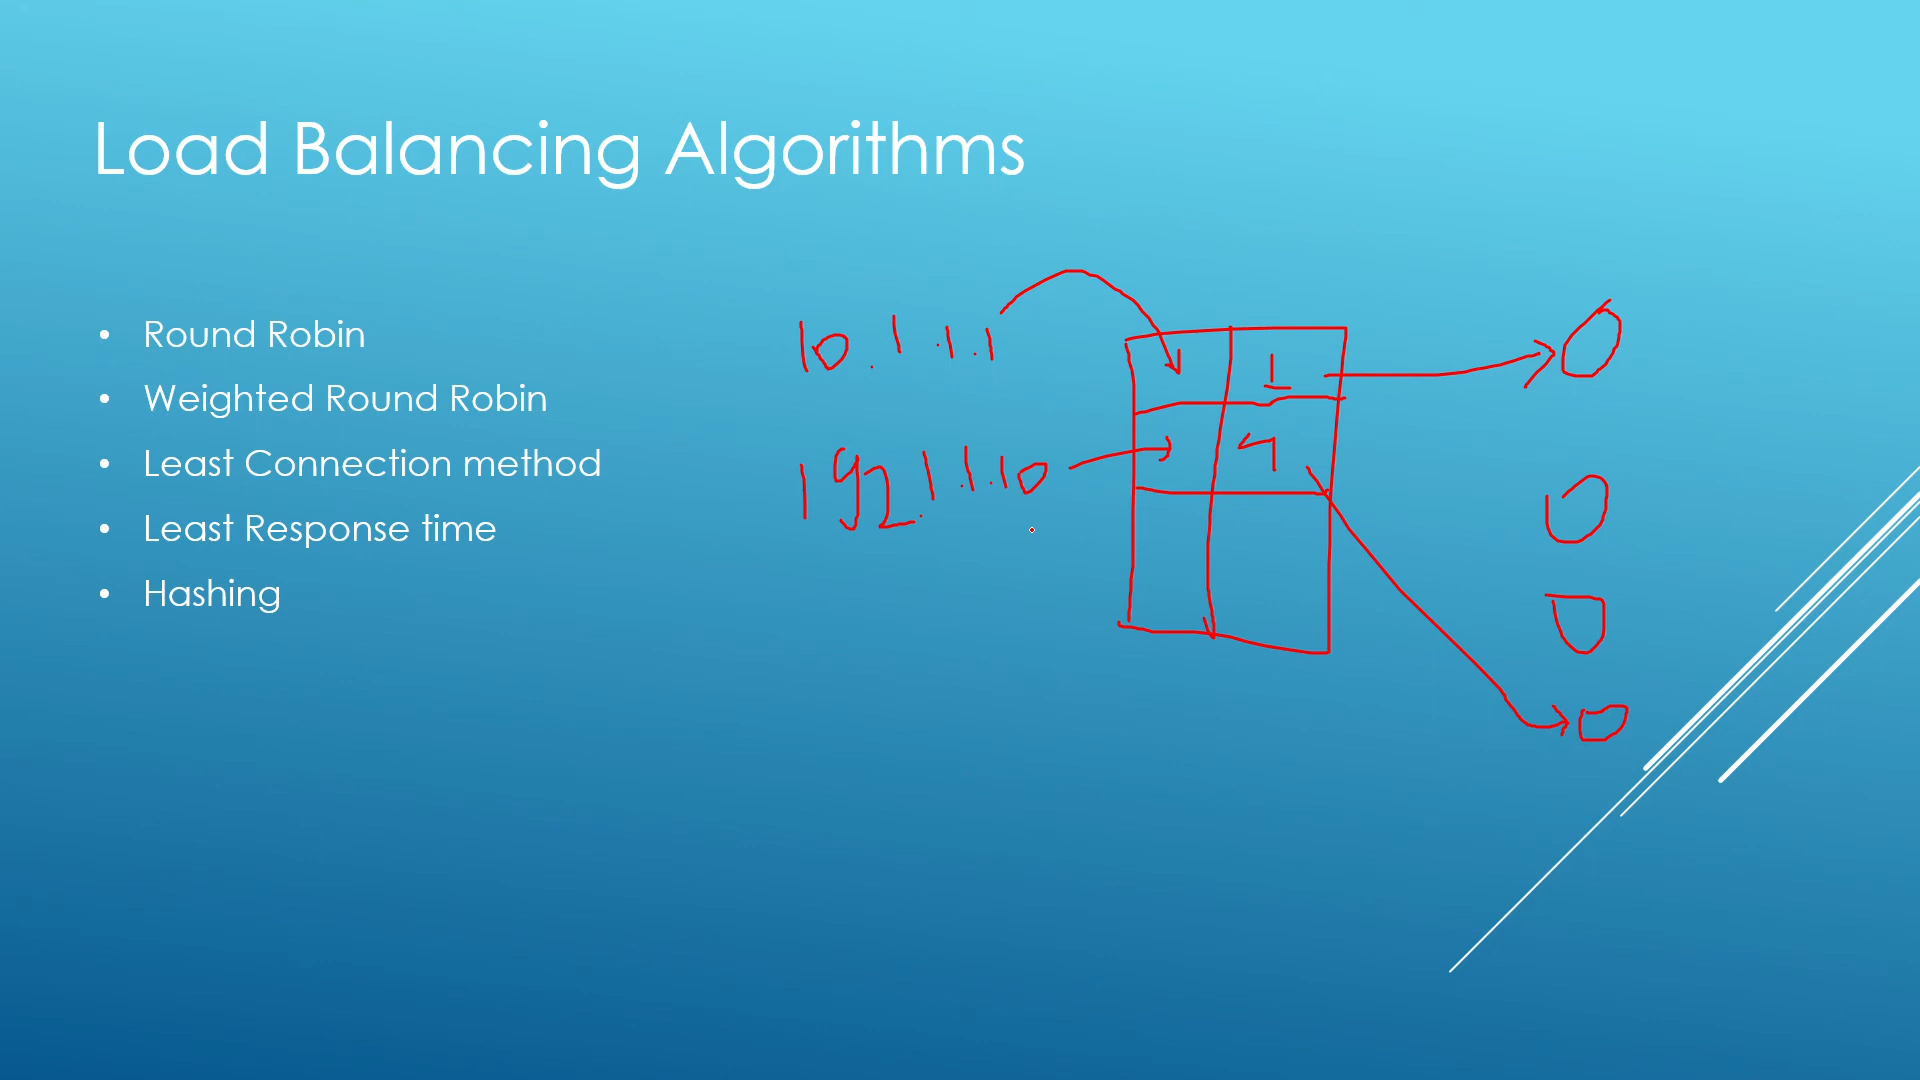 Load Balancing Algorithms
• Round Robin
• Weighted Round Robin
• Least Connection method
• Least Response time
• Hashing
10.1.1.1
192.1.1.10
1
4